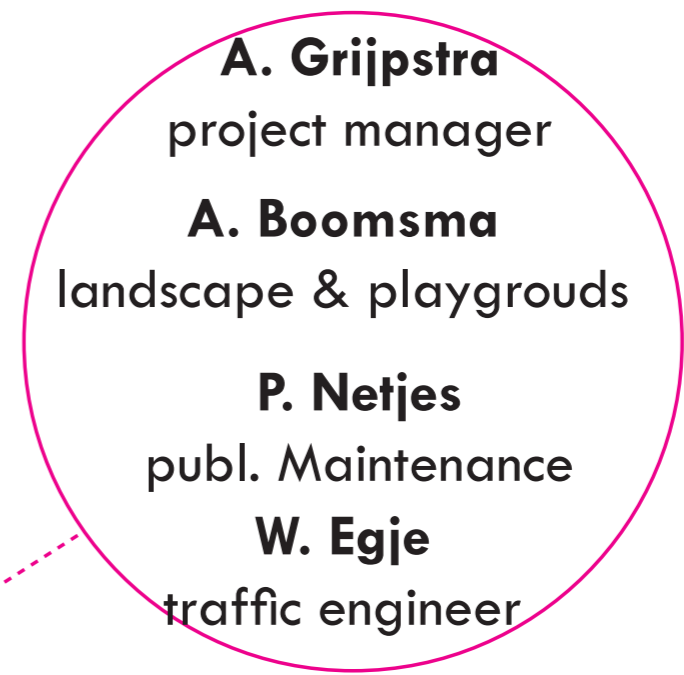 A. Grijpstra
project manager
A. Boomsma
landscape & playgrouds
P. Netjes
publ. Maintenance
W. Egje
traffic engineer